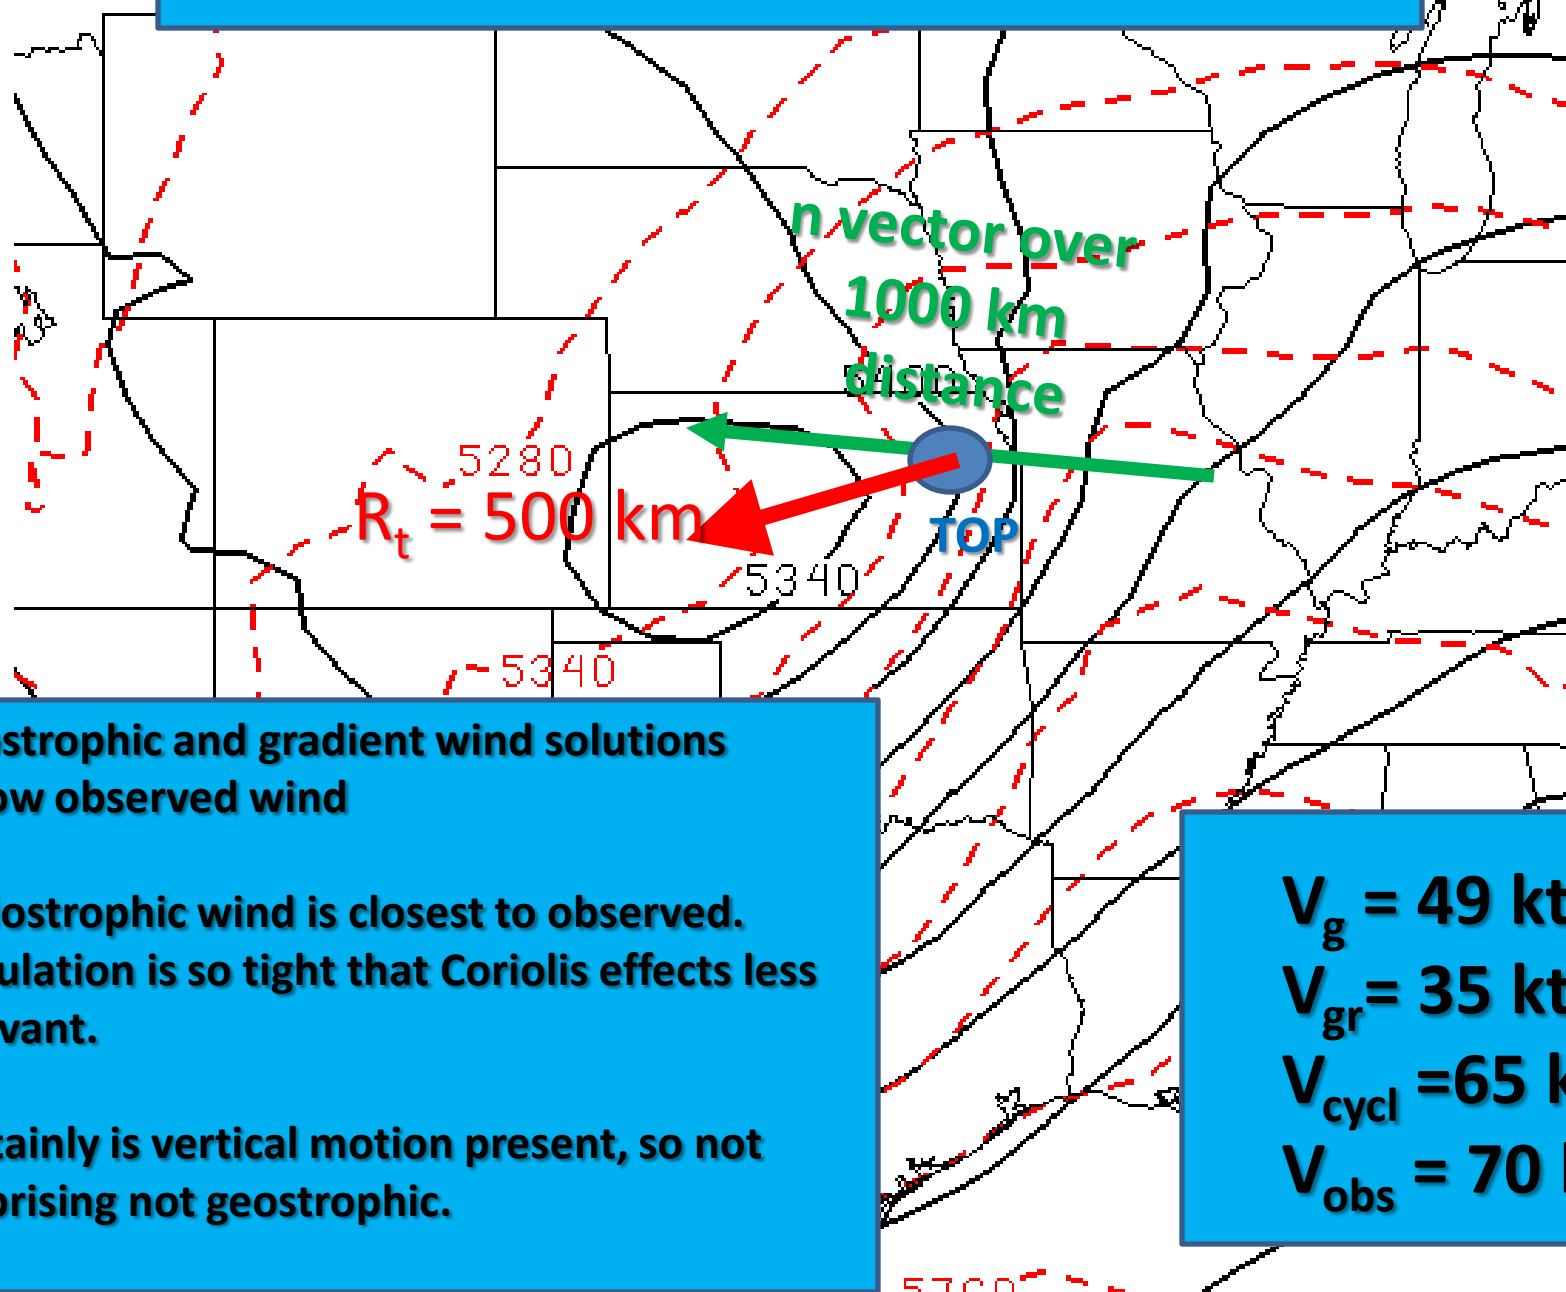 n vector over
1000 km
distance
5280
Rt = 500 km
TOP
5340
5340
ostrophic and gradient wind solutions
ow observed wind
lostrophic wind is closest to observed.
ulation is so tight that Coriolis effects less
vant.
tainly is vertical motion present, so not
prising not geostrophic.
Vg = 49 kt
Vgr= 35 kt
Vcycl =65 k
Vobs = 70